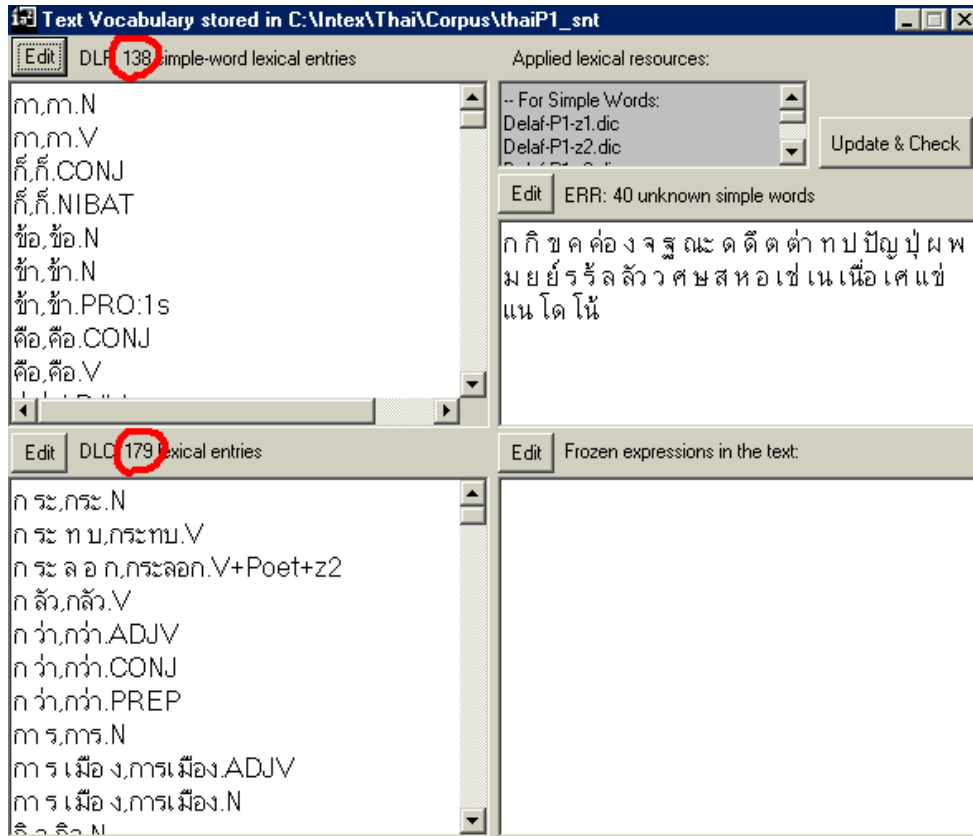 Text Vocabulary stored in C:\Intex\Thai\Corpus\thaiP1_snt
Edit DLF 138 simple-word lexical entries
กา,กา.N
กา,กา.V
ก็,ก็.CONJ
ก็,ก็.NIBAT
ข้อ,ข้อ.N
ข้า,ข้า.N
ข้า,ข้า.PRO:1s
คือ,คือ.CONJ
คือ,คือ.V
Applied lexical resources:
-- For Simple Words:
Delaf-P1-z1.dic
Delaf-P1-z2.dic
Update & Check
Edit ERR: 40 unknown simple words
ก กิ ข ค ค่อ ง จ ฐ ณะ ด ดึ ต ต่า ท ป ปัญ ปุ่ ผ พ
ม ย ย์ ร ร้ ล ลัว ว ศ ษ ส ห อ เช่ เน เนื่อ เศ แข่
แน โด โน้
Edit DLC 179 lexical entries
ก ระ,กระ.N
ก ระ ท บ,กระทบ.V
ก ระ ล อ ก,กระลอก.V+Poet+z2
ก ลัว,กลัว.V
ก ว่า,กว่า.ADJV
ก ว่า,กว่า.CONJ
ก ว่า,กว่า.PREP
กา ร,การ.N
กา ร เมือ ง,การเมือง.ADJV
กา ร เมือ ง,การเมือง.N
Edit Frozen expressions in the text: